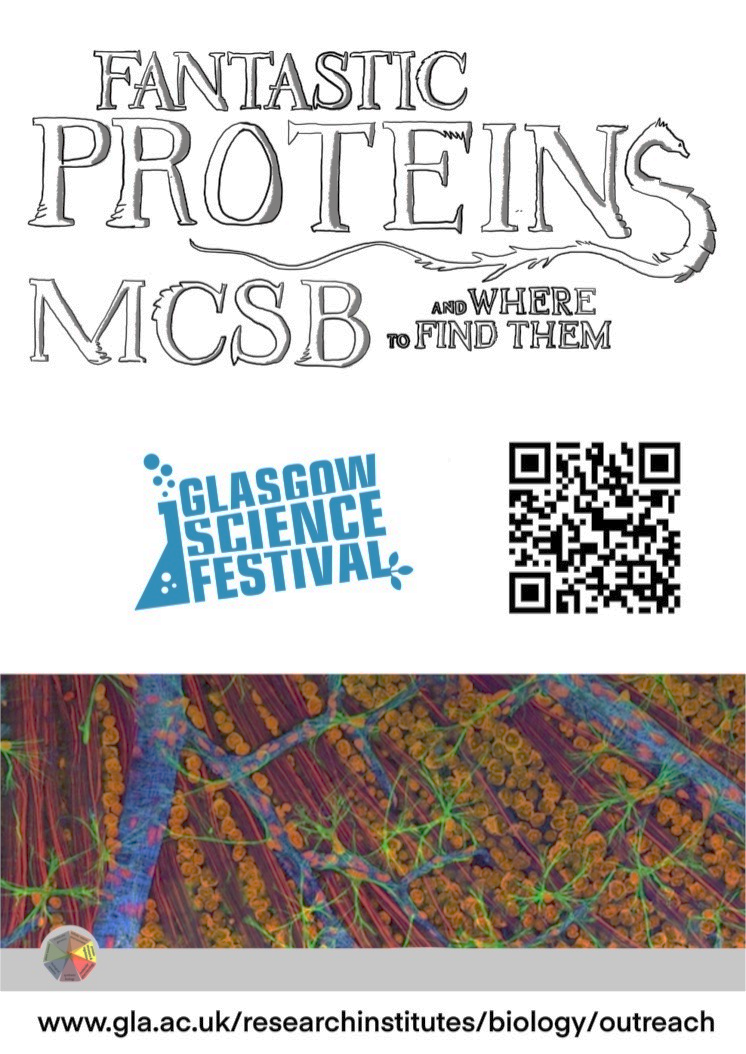 FANTASTIC
PROTEINS
MCSB
AND WHERE
TO FIND THEM
GLASGOW
SCIENCE
FESTIVAL
www.gla.ac.uk/researchinstitutes/biology/outreach